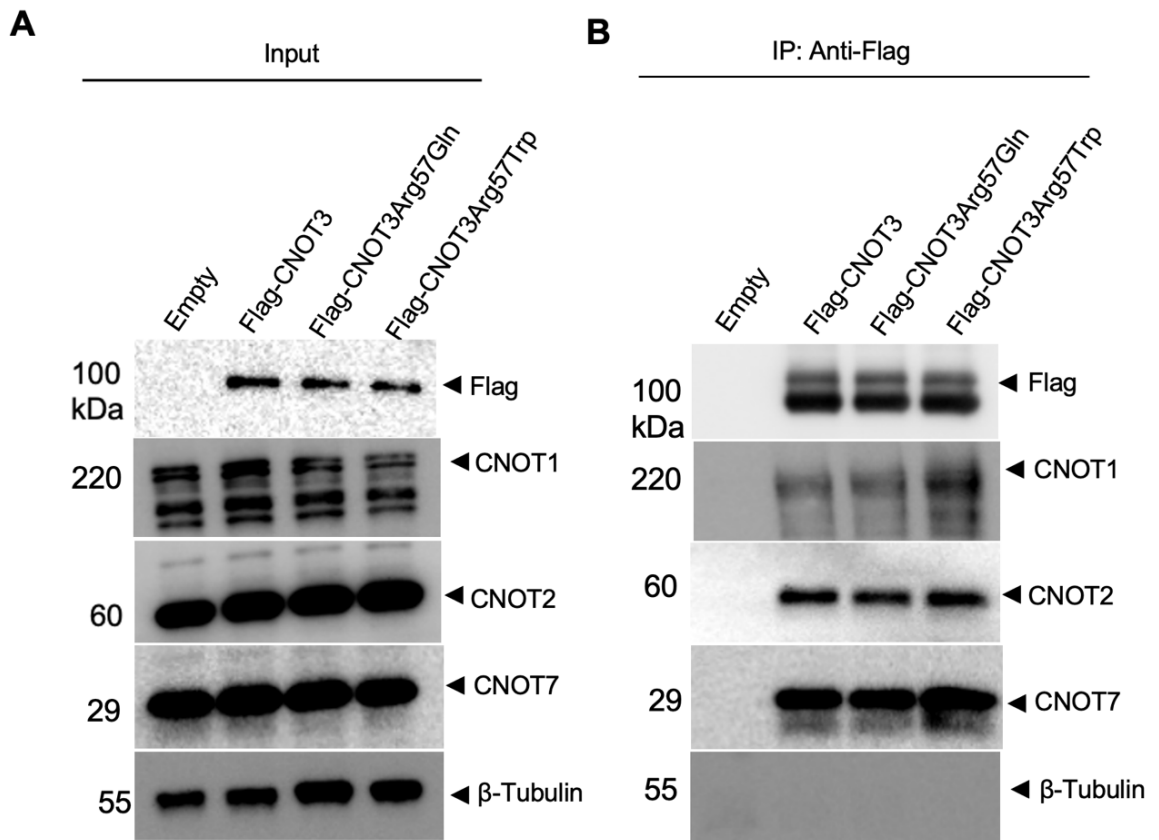 A
Input
Empty
Flag-CNOT3
Flag-CNOT3Arg57Gln
Flag-CNOT3Arg57Trp
100
kDa
Flag
220
CNOT1
60
CNOT2
29
CNOT7
55
β-Tubulin
B
IP: Anti-Flag
Empty
Flag-CNOT3
Flag-CNOT3Arg57Gln
Flag-CNOT3Arg57Trp
100
kDa
Flag
220
CNOT1
60
CNOT2
29
CNOT7
55
β-Tubulin